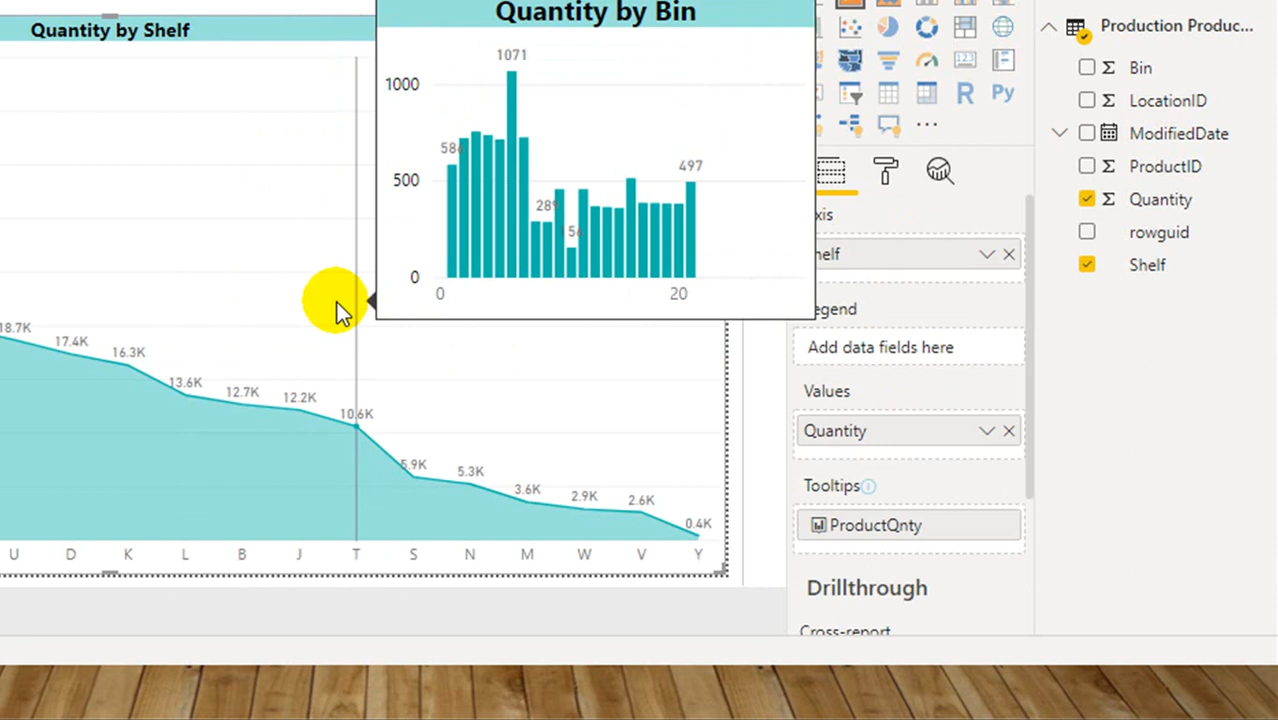 Quantity by Shelf
Quantity by Bin
1071
1000
58
500
497
289
56
0
0
20
18.7K
17.4K
16.3K
13.6K
12.7K
12.2K
10.6K
5.9K
5.3K
3.6K
2.9K
2.6K
0.4K
U D K L B J T S N M W V Y
R Py
xis
helf
egend
Add data fields here
Values
Quantity
Tooltips
ProductQnty
Drillthrough
Cross-report
Production Produc...
Bin
LocationID
ModifiedDate
ProductID
Quantity
rowguid
Shelf